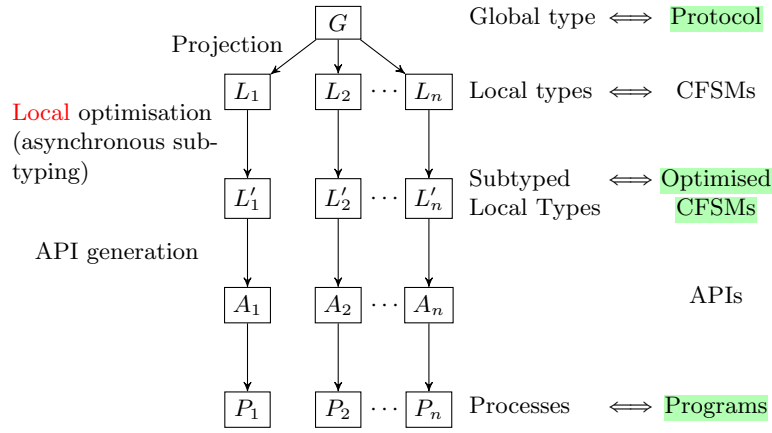 G Global type ⟺ Protocol
Projection
L₁ L₂ ⋯ Lₙ Local types ⟺ CFSMs
Local optimisation
(asynchronous sub-
typing)
L′₁ L′₂ ⋯ L′ₙ Subtyped ⟺ Optimised
Local Types CFSMs
API generation
A₁ A₂ ⋯ Aₙ APIs
P₁ P₂ ⋯ Pₙ Processes ⟺ Programs